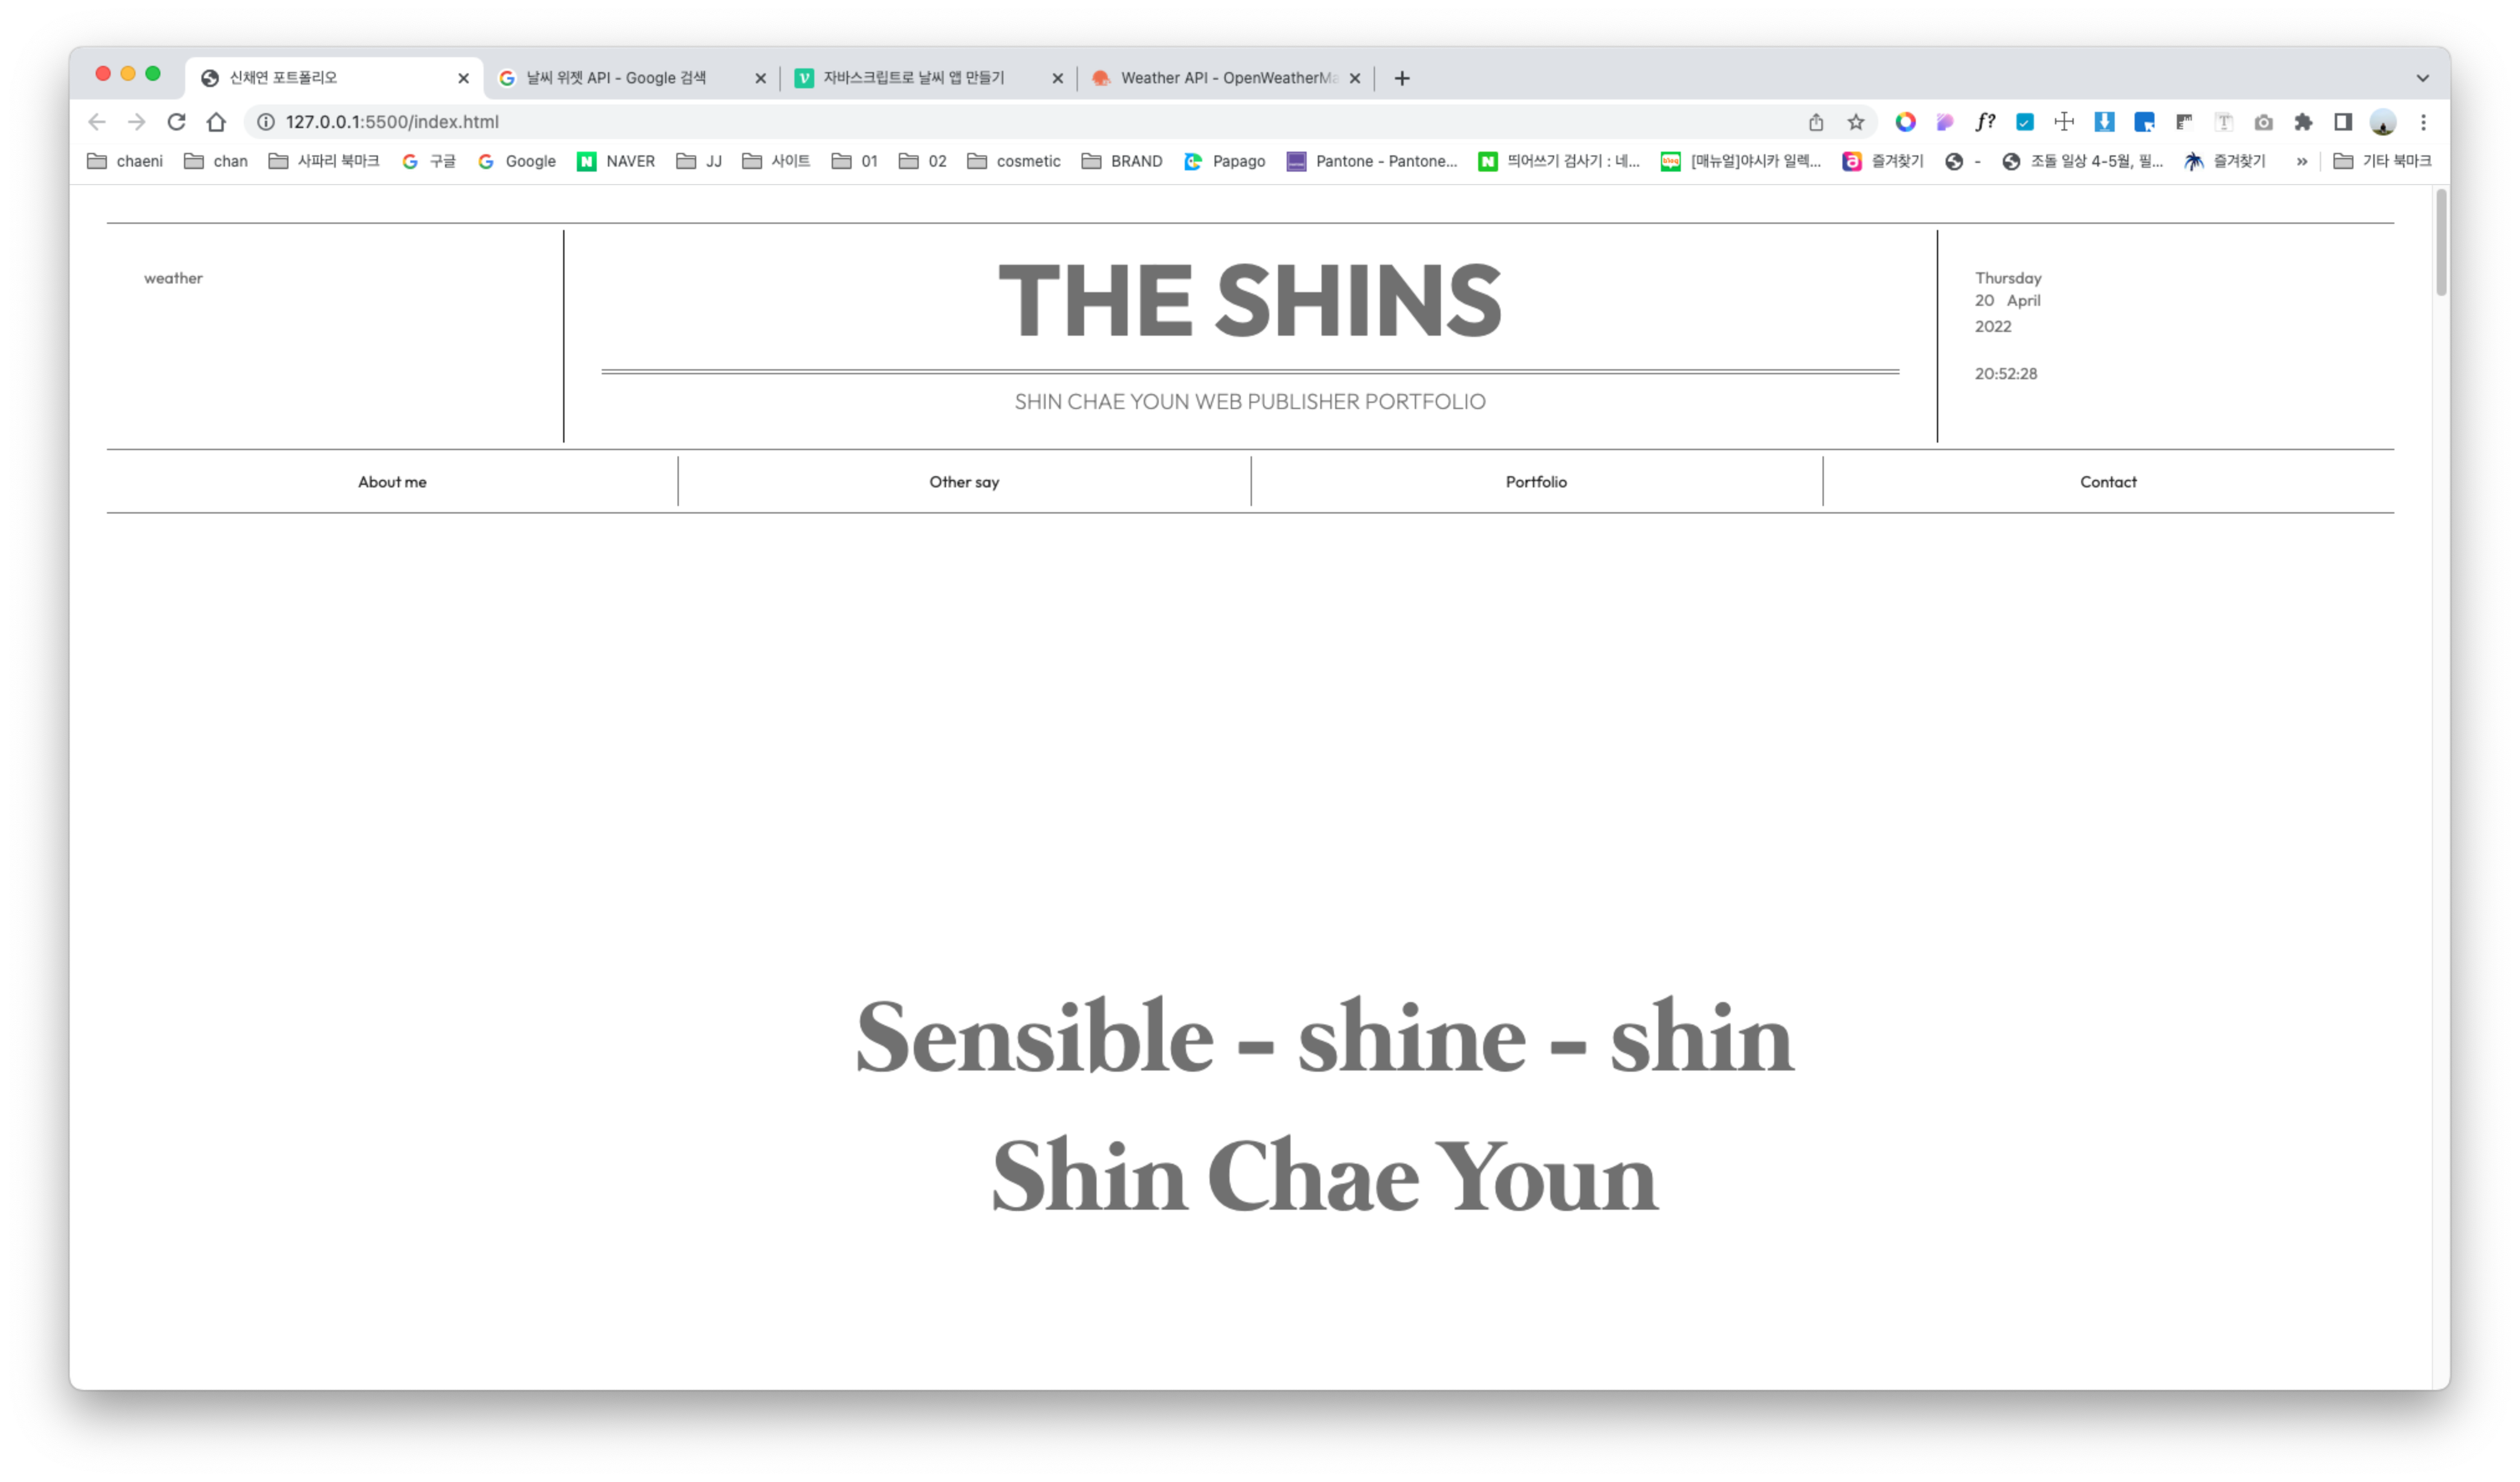 신채연 포트폴리오
날씨 위젯 API - Google 검색
자바스크립트로 날씨 앱 만들기
Weather API - OpenWeatherMa
127.0.0.1:5500/index.html
chaeni chan 사파리 북마크 구글 Google NAVER JJ 사이트 01 02 cosmetic BRAND Papago Pantone - Pantone... 띄어쓰기 검사기 : 네... [매뉴얼]야시카 일렉... 즐겨찾기 - 조돌 일상 4-5월, 필... 즐겨찾기 » 기타 북마크
weather
THE SHINS
SHIN CHAE YOUN WEB PUBLISHER PORTFOLIO
Thursday
20 April
2022
20:52:28
About me Other say Portfolio Contact
Sensible - shine - shin
Shin Chae Youn